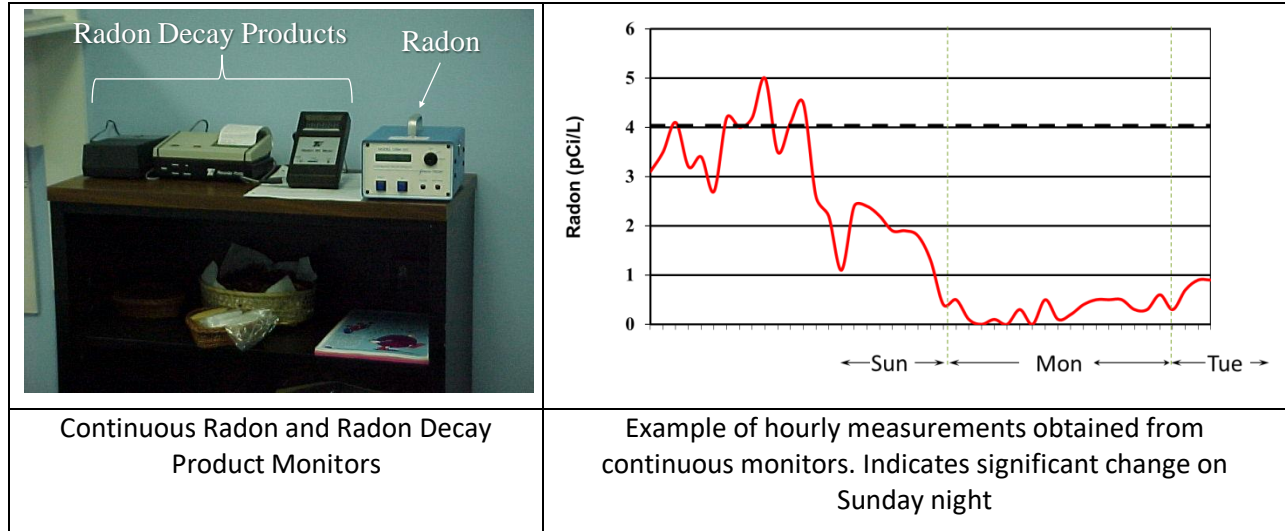 Radon Decay Products
Radon
6
5
4
3
2
1
0
Radon (pCi/L)
Sun
Mon
Tue
Continuous Radon and Radon Decay
Product Monitors
Example of hourly measurements obtained from
continuous monitors. Indicates significant change on
Sunday night